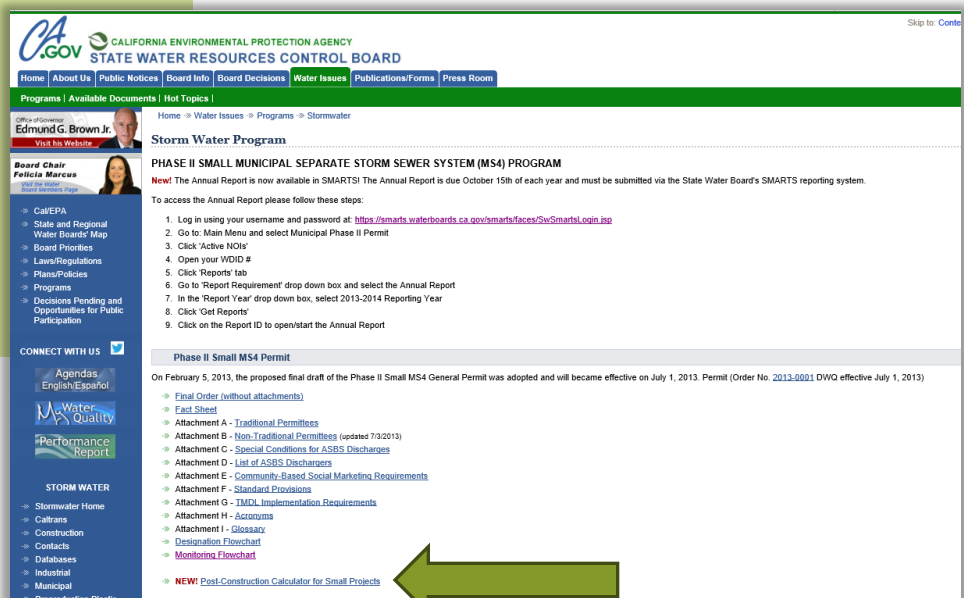 Skip to: Conte
CA.GOV
CALIFORNIA ENVIRONMENTAL PROTECTION AGENCY
STATE WATER RESOURCES CONTROL BOARD
Home About Us Public Notices Board Info Board Decisions Water Issues Publications/Forms Press Room
Programs | Available Documents | Hot Topics |
Office of Governor
Edmund G. Brown Jr.
Visit his Website
Board Chair
Felicia Marcus
Visit the Water
Board Members Page
Cal/EPA
State and Regional
Water Boards' Map
Board Priorities
Laws/Regulations
Plans/Policies
Programs
Decisions Pending and
Opportunities for Public
Participation
CONNECT WITH US
Agendas
English/Español
My Water
Quality
Performance
Report
STORM WATER
Stormwater Home
Caltrans
Construction
Contacts
Databases
Industrial
Municipal
Preproduction Plastic
Home Water Issues Programs Stormwater
Storm Water Program
PHASE II SMALL MUNICIPAL SEPARATE STORM SEWER SYSTEM (MS4) PROGRAM
New! The Annual Report is now available in SMARTS! The Annual Report is due October 15th of each year and must be submitted via the State Water Board's SMARTS reporting system.
To access the Annual Report please follow these steps:
1. Log in using your username and password at: https://smarts.waterboards.ca.gov/smarts/faces/SwSmartsLogin.jsp
2. Go to: Main Menu and select Municipal Phase II Permit
3. Click 'Active NOIs'
4. Open your WDID #
5. Click 'Reports' tab
6. Go to 'Report Requirement' drop down box and select the Annual Report
7. In the 'Report Year' drop down box, select 2013-2014 Reporting Year
8. Click 'Get Reports'
9. Click on the Report ID to open/start the Annual Report
Phase II Small MS4 Permit
On February 5, 2013, the proposed final draft of the Phase II Small MS4 General Permit was adopted and will became effective on July 1, 2013. Permit (Order No. 2013-0001 DWQ effective July 1, 2013)
Final Order (without attachments)
Fact Sheet
Attachment A - Traditional Permittees
Attachment B - Non-Traditional Permittees (updated 7/3/2013)
Attachment C - Special Conditions for ASBS Discharges
Attachment D - List of ASBS Dischargers
Attachment E - Community-Based Social Marketing Requirements
Attachment F - Standard Provisions
Attachment G - TMDL Implementation Requirements
Attachment H - Acronyms
Attachment I - Glossary
Designation Flowchart
Monitoring Flowchart
NEW! Post-Construction Calculator for Small Projects